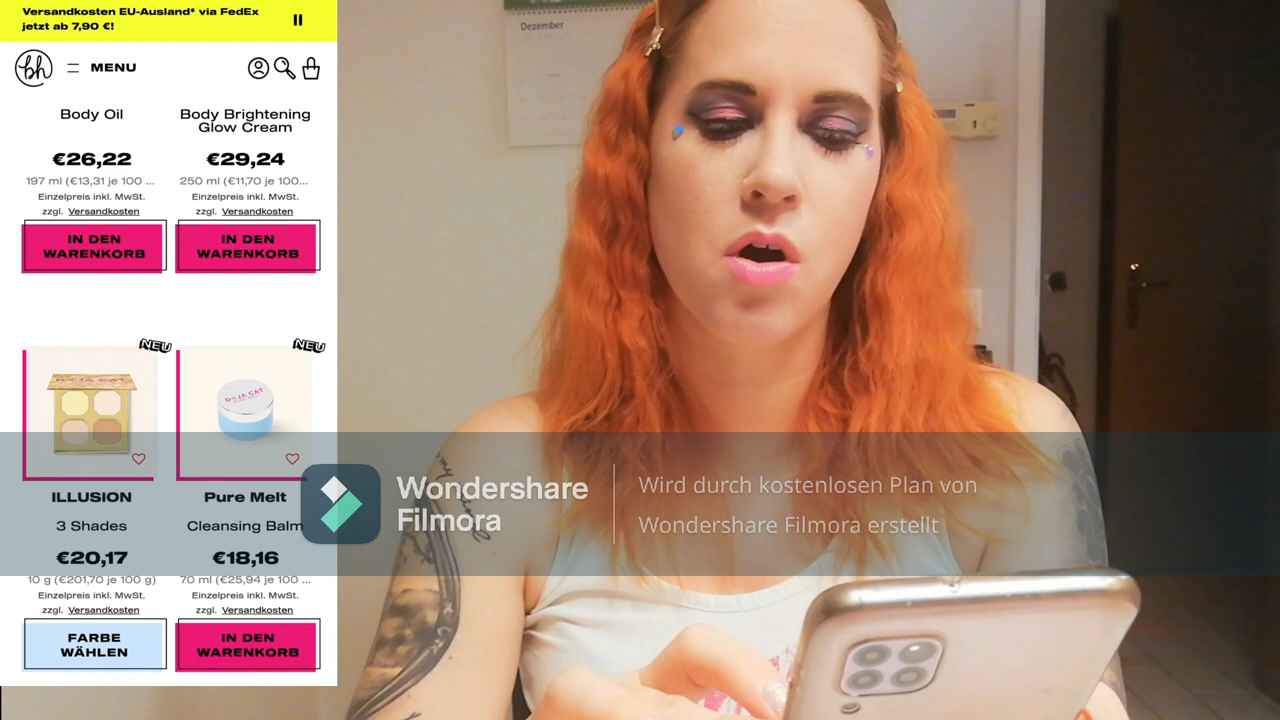 Versandkosten EU-Ausland* via FedEx
jetzt ab 7,90 €!
bh
MENU
Body Oil
€26,22
197 ml (€13,31 je 100 ...
Einzelpreis inkl. MwSt.
zzgl. Versandkosten
IN DEN
WARENKORB
Body Brightening
Glow Cream
€29,24
250 ml (€11,70 je 100...
Einzelpreis inkl. MwSt.
zzgl. Versandkosten
IN DEN
WARENKORB
NEU
DOJA CAT
ILLUSION
3 Shades
€20,17
10 g (€201,70 je 100 g)
Einzelpreis inkl. MwSt.
zzgl. Versandkosten
FARBE
WÄHLEN
NEU
DOJA CAT
Pure Melt
Cleansing Balm
€18,16
70 ml (€25,94 je 100 ...
Einzelpreis inkl. MwSt.
zzgl. Versandkosten
IN DEN
WARENKORB
Dezember
Wondershare
Filmora
Wird durch kostenlosen Plan von
Wondershare Filmora erstellt